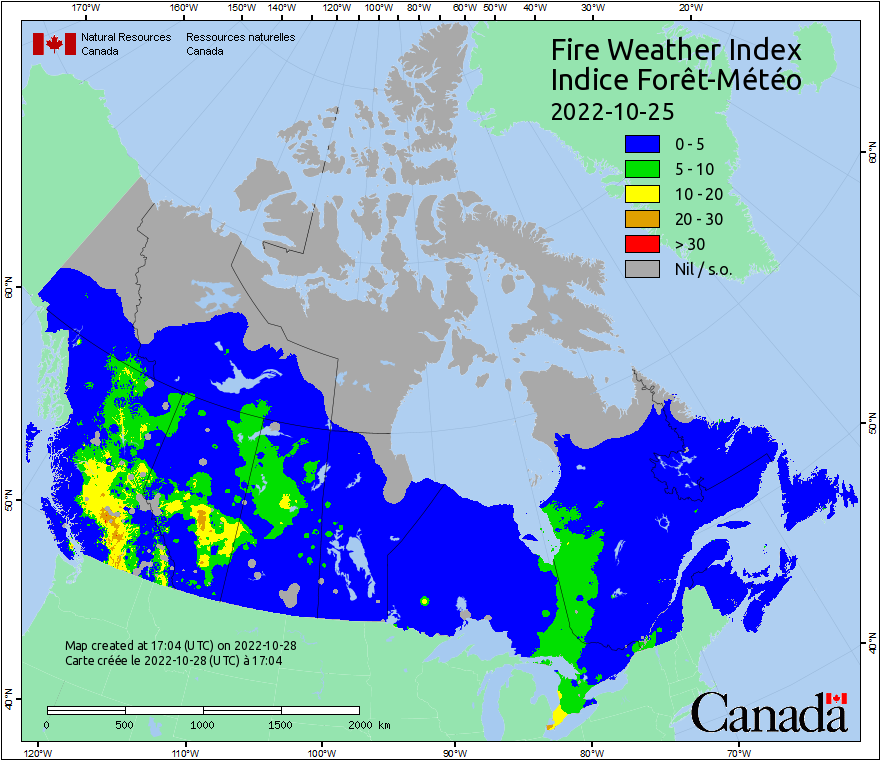 170°W 160°W 150°W 140°W 130°W 120°W 110°W 100°W 80°W 60°W 50°W 40°W 30°W 20°W
Natural Resources Ressources naturelles
Canada Canada
Fire Weather Index
Indice Forêt-Météo
2022-10-25
0 - 5
5 - 10
10 - 20
20 - 30
> 30
Nil / s.o.
60°N
60°N
50°N
50°N
40°N
40°N
Map created at 17:04 (UTC) on 2022-10-28
Carte créée le 2022-10-28 (UTC) à 17:04
0 500 1000 1500 2000 km
Canada
120°W 110°W 100°W 90°W 80°W 70°W